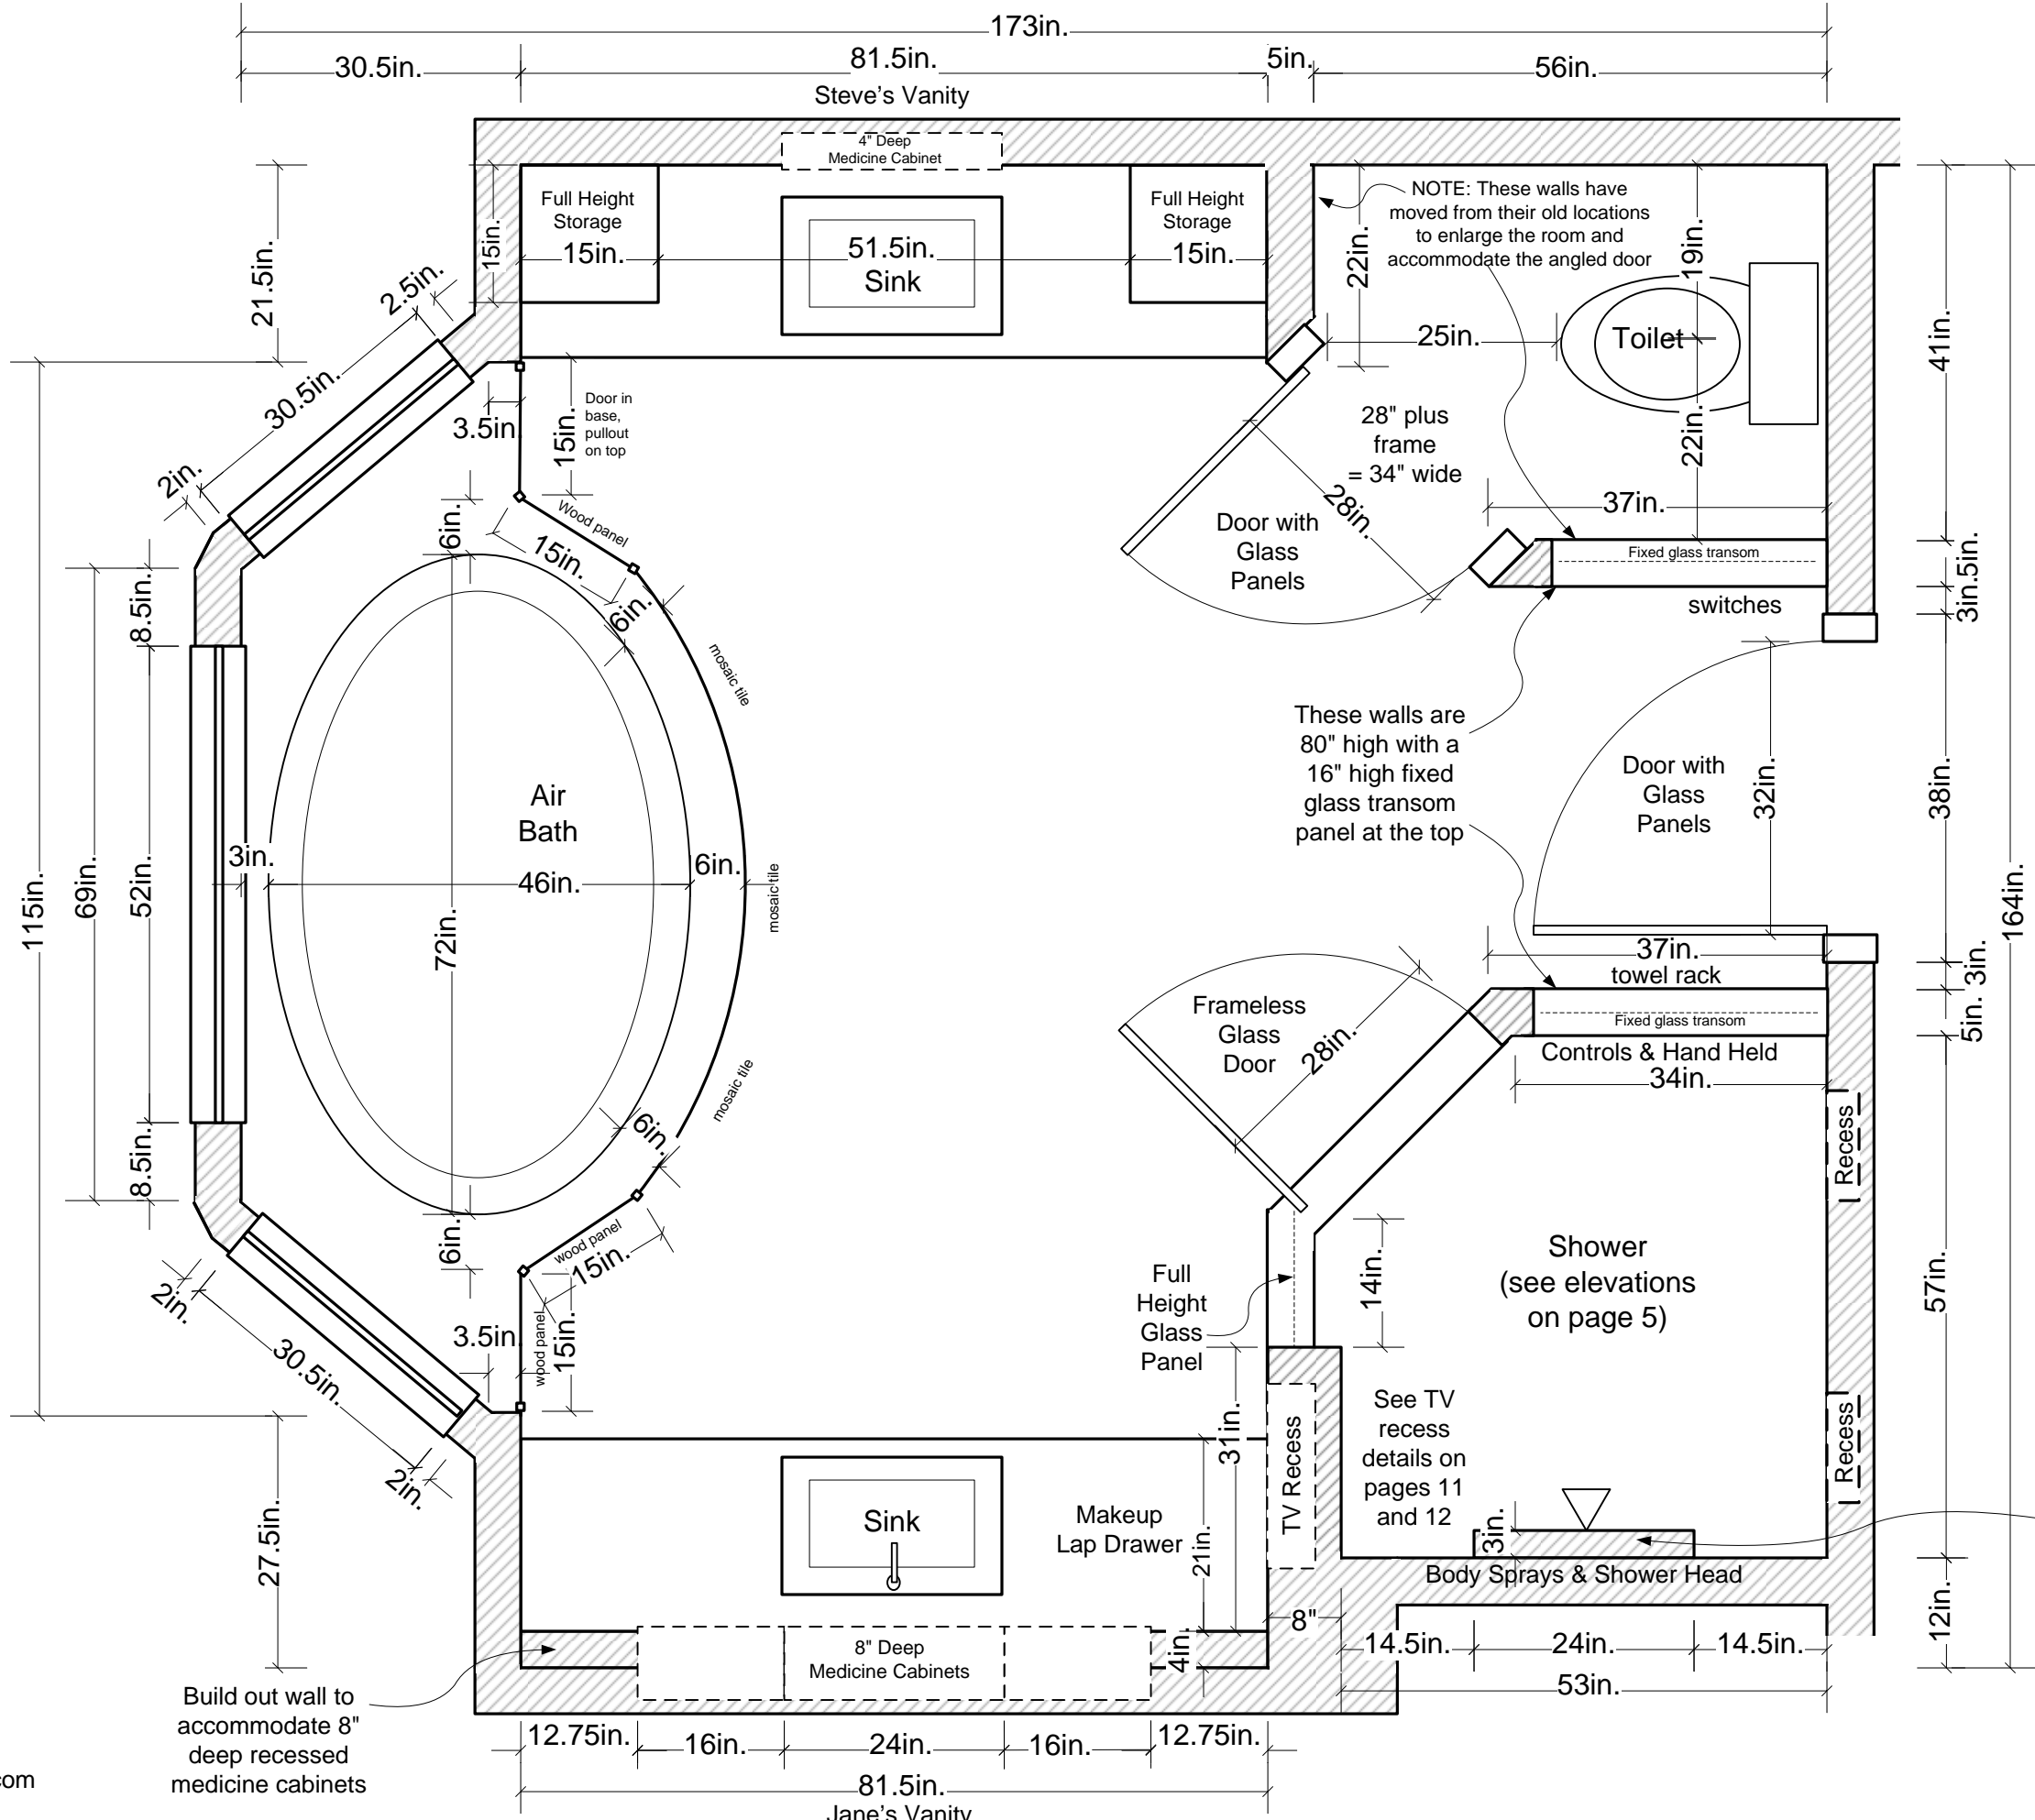 173in.
30.5in.
81.5in.
5in.
56in.
Steve's Vanity
4" Deep
Medicine Cabinet
Full Height
Storage
15in.
15in.
51.5in.
Sink
Full Height
Storage
15in.
NOTE: These walls have
moved from their old locations
to enlarge the room and
accommodate the angled door
22in.
19in.
21.5in.
2.5in.
30.5in.
2in.
3.5in.
15in.
Door in
base,
pullout
on top
25in.
Toilet
41in.
28" plus
frame
= 34" wide
22in.
28in.
Door with
Glass
Panels
37in.
Fixed glass transom
switches
5in.
3in.
6in.
Wood panel
15in.
6in.
mosaic tile
8.5in.
These walls are
80" high with a
16" high fixed
glass transom
panel at the top
Door with
Glass
Panels
32in.
38in.
164in.
115in.
69in.
52in.
3in.
Air
Bath
46in.
6in.
mosaic tile
72in.
37in.
towel rack
3in.
5in.
Fixed glass transom
Controls & Hand Held
34in.
Frameless
Glass
Door
28in.
mosaic tile
6in.
8.5in.
Recess
6in.
wood panel
15in.
2in.
30.5in.
3.5in.
wood panel
15in.
Full
Height
Glass
Panel
14in.
Shower
(see elevations
on page 5)
57in.
See TV
recess
details on
pages 11
and 12
Recess
2in.
27.5in.
Sink
Makeup
Lap Drawer
21in.
31in.
TV Recess
3in.
Body Sprays & Shower Head
12in.
8"
14.5in.
24in.
14.5in.
53in.
8" Deep
Medicine Cabinets
4in.
Build out wall to
accommodate 8"
deep recessed
medicine cabinets
12.75in.
16in.
24in.
16in.
12.75in.
81.5in.
Jane's Vanity
com